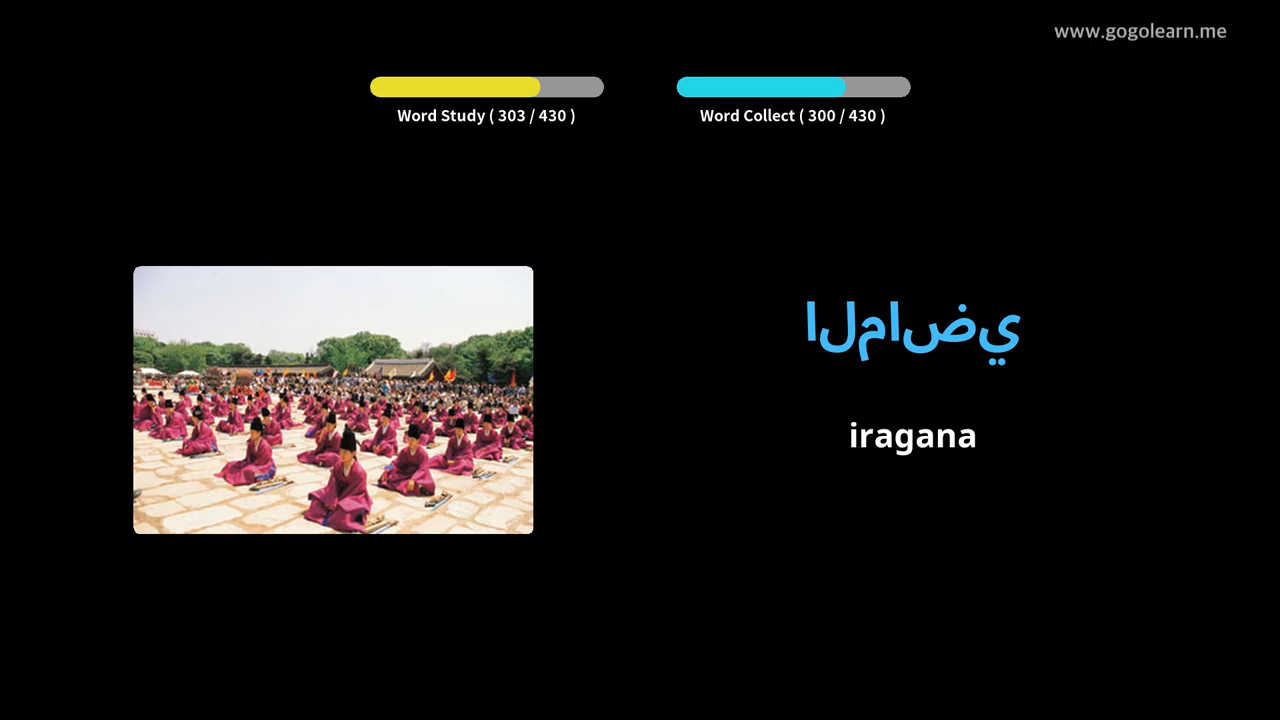 www.gogolearn.me
Word Study ( 303 / 430 )
Word Collect ( 300 / 430 )
الماضي
iragana